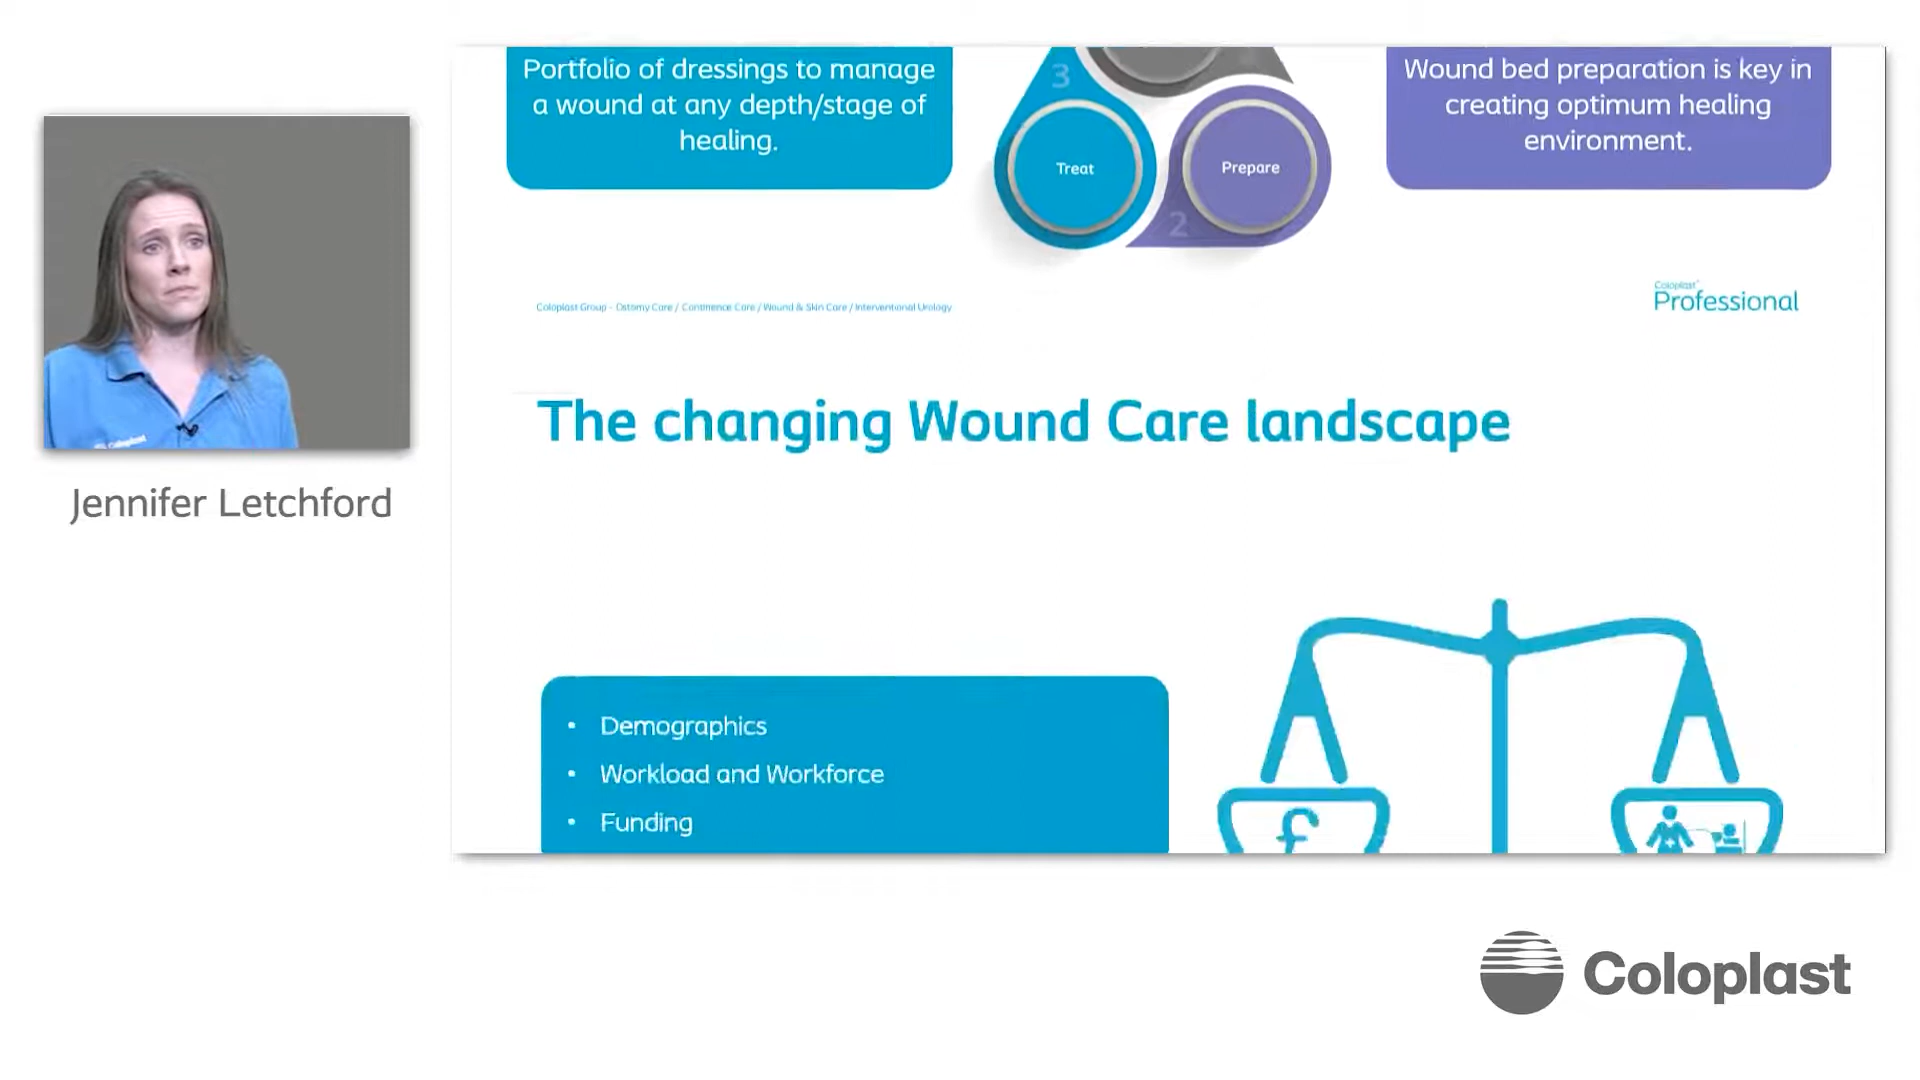 Portfolio of dressings to manage
a wound at any depth/stage of
healing.
3
Treat
Prepare
2
Wound bed preparation is key in
creating optimum healing
environment.
Coloplast Group - Ostomy Care / Continence Care / Wound & Skin Care / Interventional Urology
Coloplast
Professional
Coloplast
Jennifer Letchford
The changing Wound Care landscape
• Demographics
• Workload and Workforce
• Funding
£
Coloplast